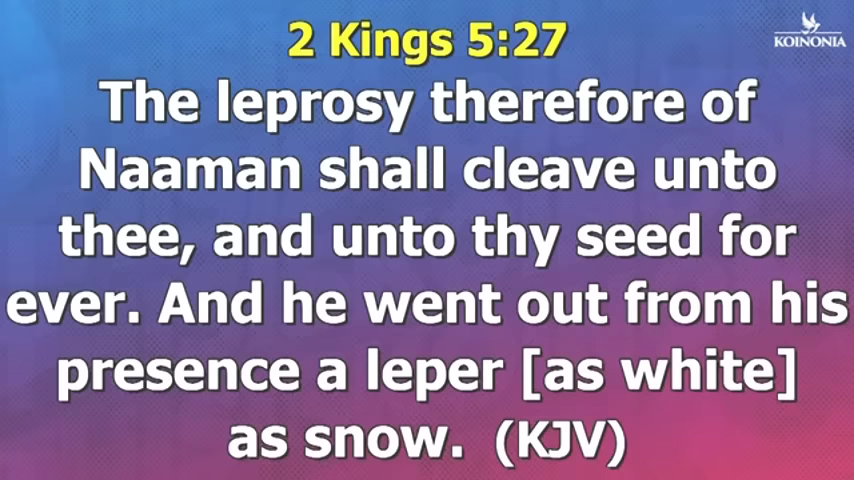 2 Kings 5:27
KOINONIA
The leprosy therefore of
Naaman shall cleave unto
thee, and unto thy seed for
ever. And he went out from his
presence a leper [as white]
as snow. (KJV)